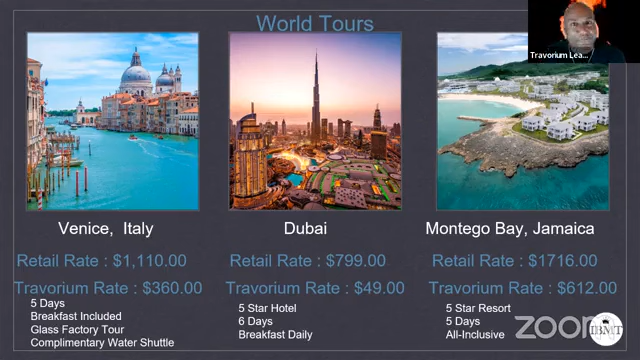 World Tours
Travorium Lea...
Venice, Italy
Retail Rate : $1,110.00
Travorium Rate : $360.00
5 Days
Breakfast Included
Glass Factory Tour
Complimentary Water Shuttle
Dubai
Retail Rate : $799.00
Travorium Rate : $49.00
5 Star Hotel
6 Days
Breakfast Daily
Montego Bay, Jamaica
Retail Rate : $1716.00
Travorium Rate : $612.00
5 Star Resort
5 Days
All-Inclusive
zoom
IBMT